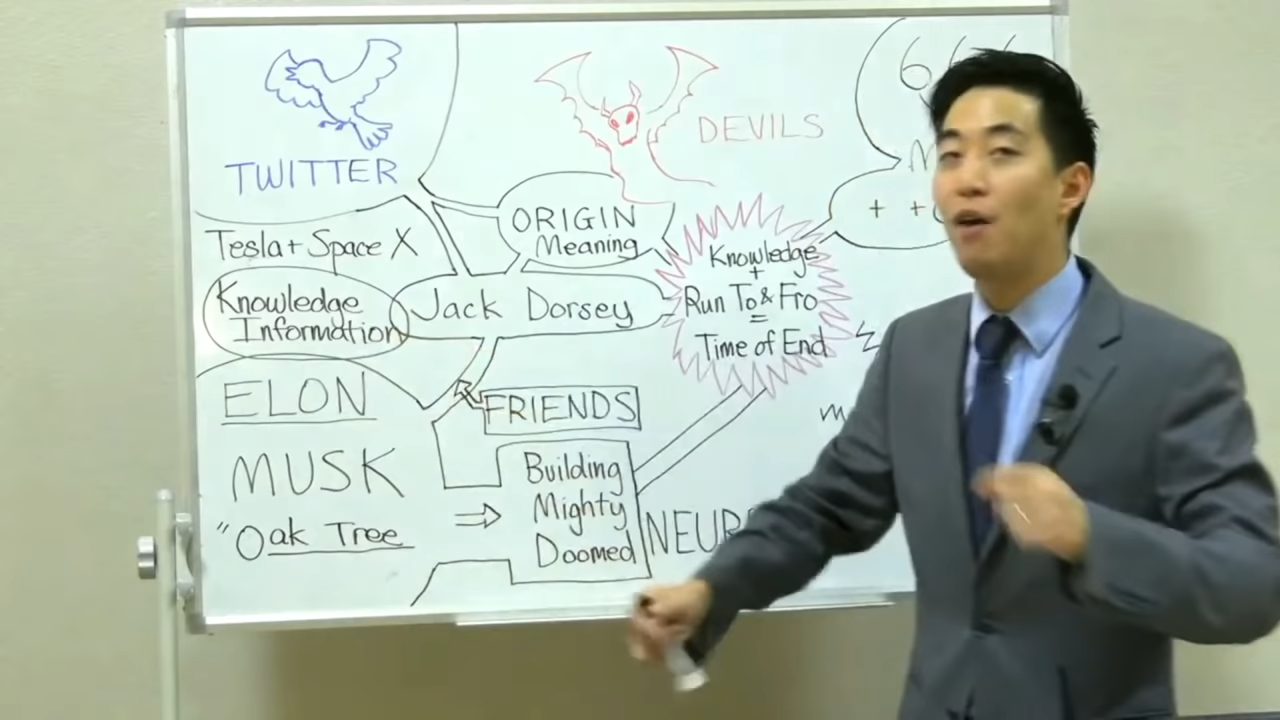 TWITTER
DEVILS
ORIGIN
Meaning
Tesla + Space X
Knowledge
Information
Jack Dorsey
Knowledge
+
Run To & Fro
=
Time of End
+ +
ELON
MUSK
"Oak Tree
FRIENDS
Building
Mighty
Doomed
NEUR